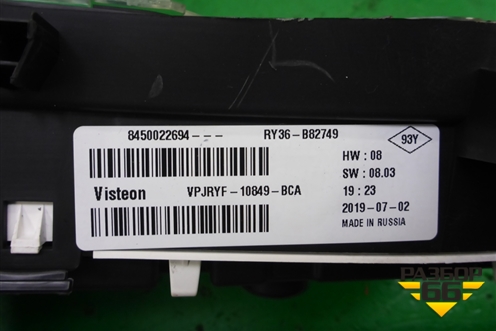 8450022694--- RY36-B82749
93Y
HW : 08
Visteon VPJRYF-10849-BCA
SW : 08.03
19 : 23
2019-07-02
MADE IN RUSSIA
РАЗБОР
66